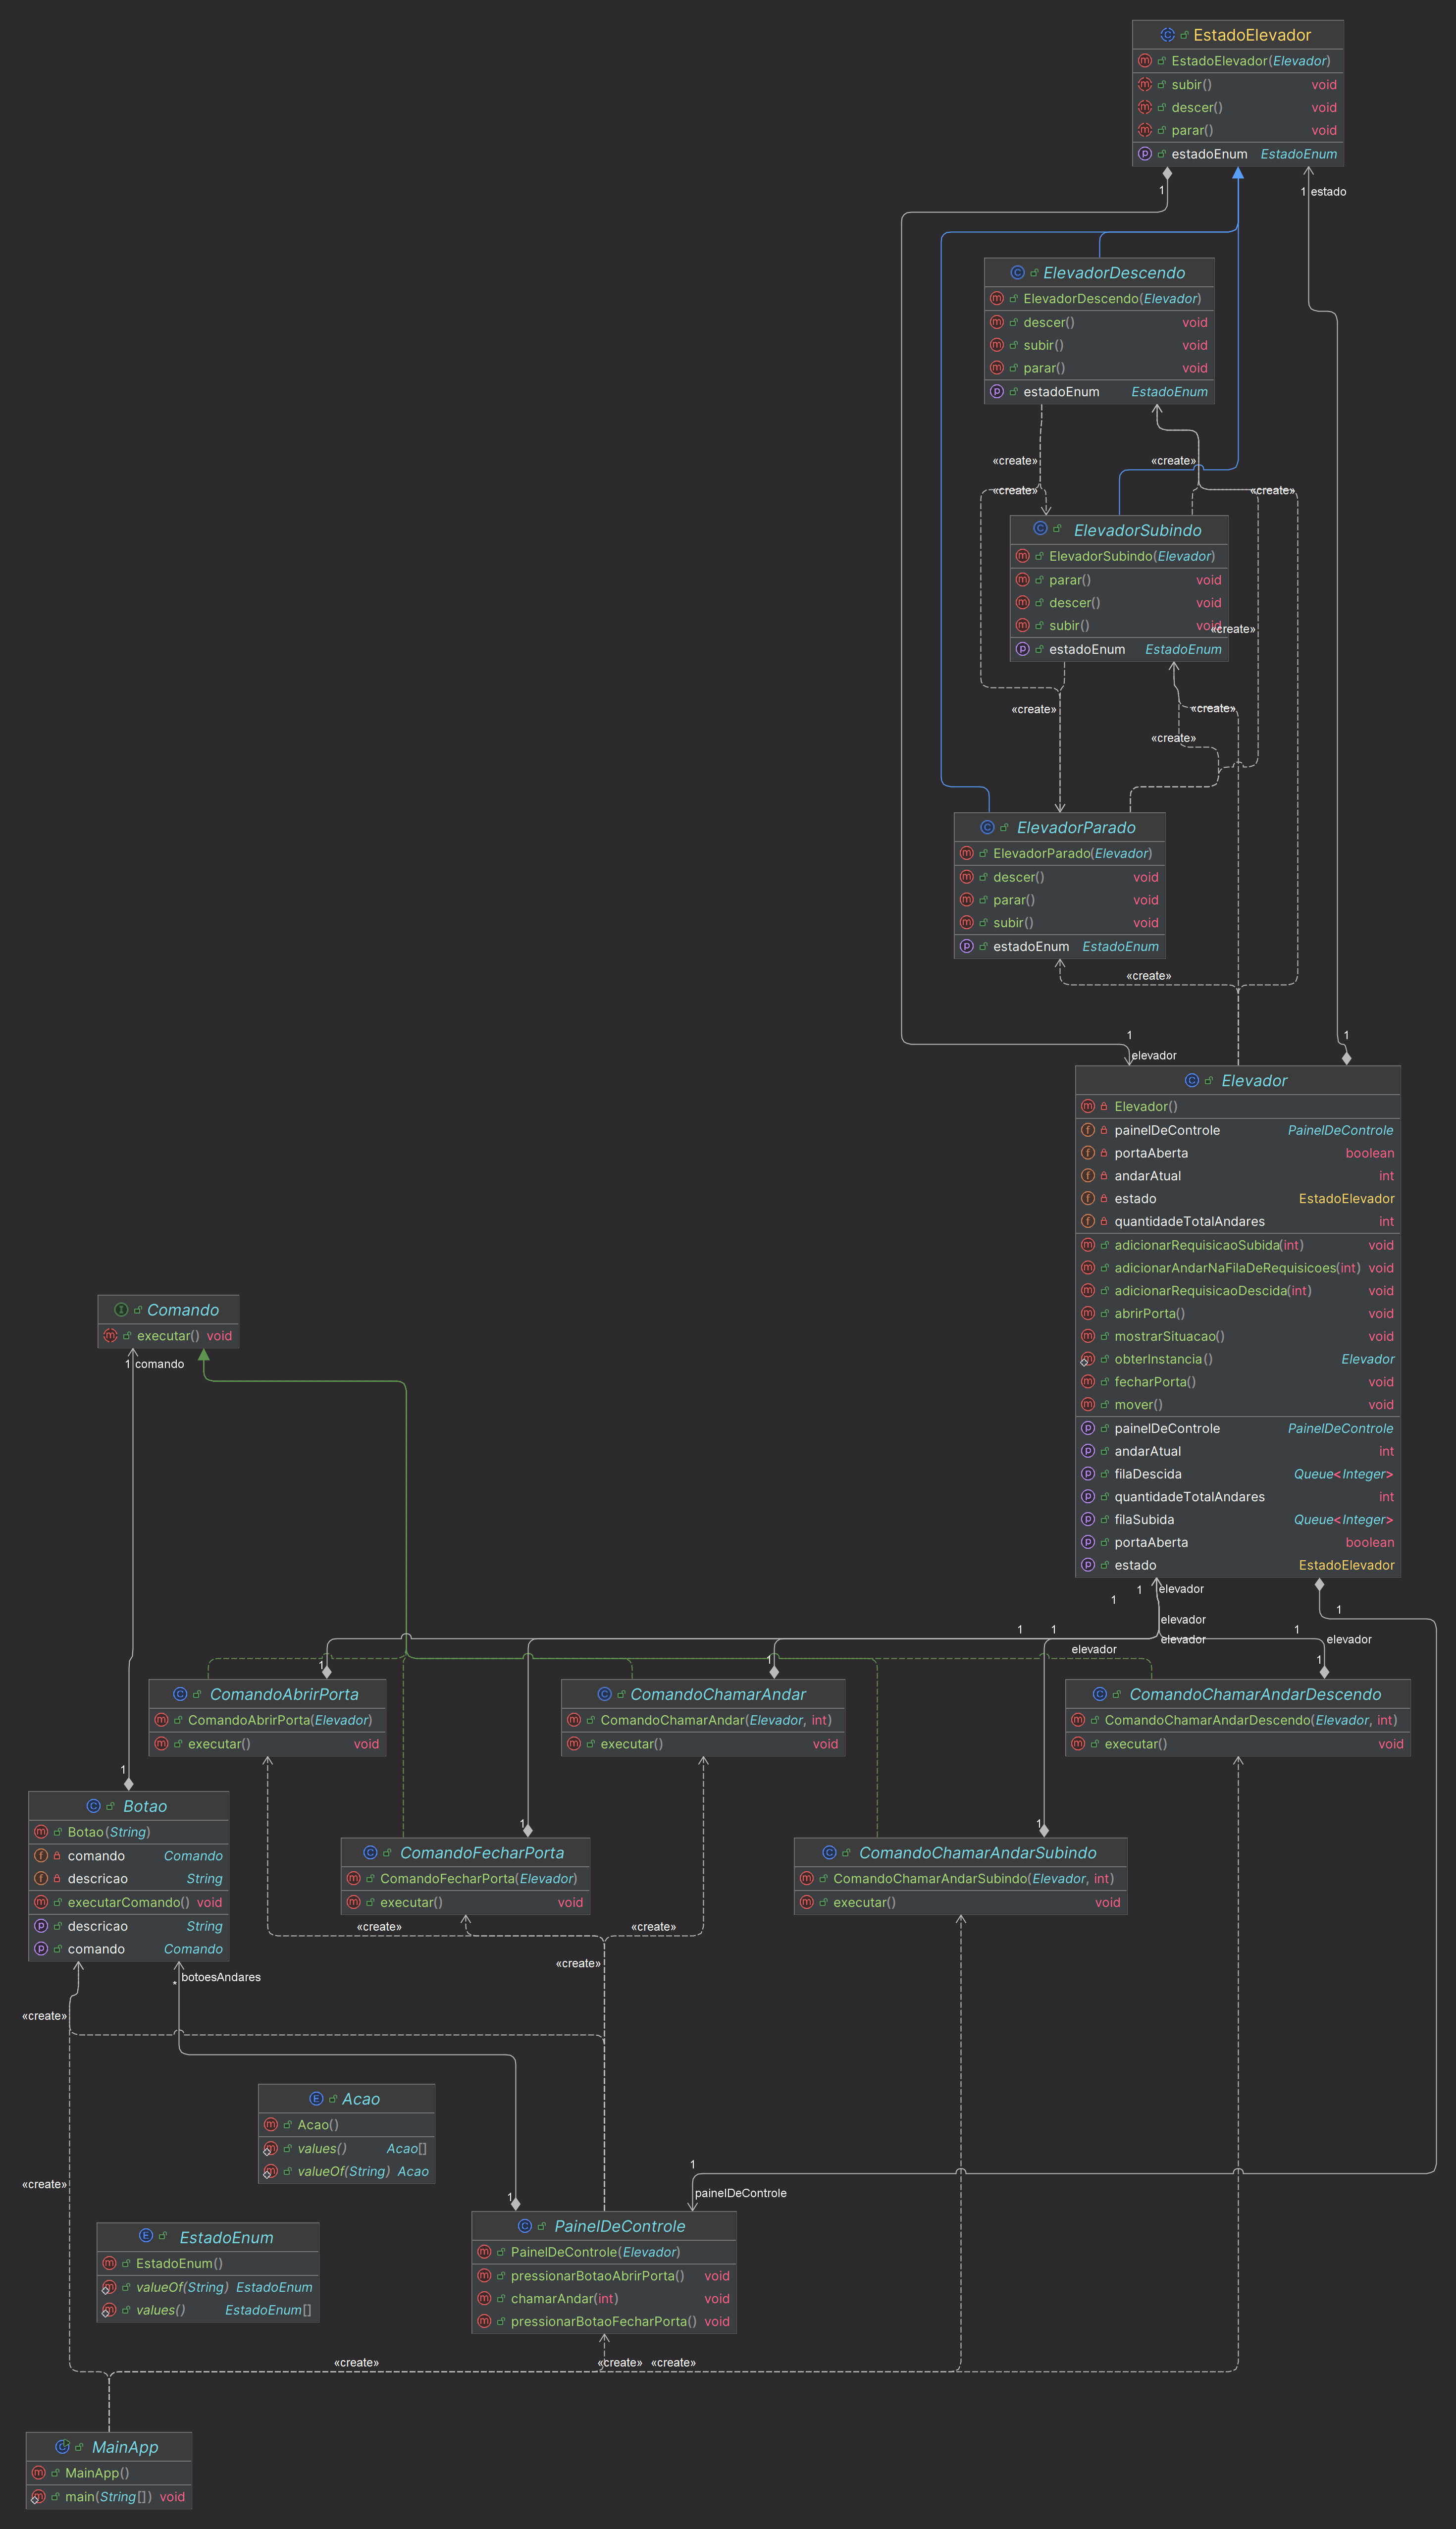 EstadoElevador
EstadoElevador(Elevador)
subir() void
descer() void
parar() void
estadoEnum EstadoEnum
1
1 estado
ElevadorDescendo
ElevadorDescendo(Elevador)
descer() void
subir() void
parar() void
estadoEnum EstadoEnum
«create»
«create»
«create»
«create»
ElevadorSubindo
ElevadorSubindo(Elevador)
parar() void
descer() void
subir() void
«create»
estadoEnum EstadoEnum
«create»
«create»
«create»
ElevadorParado
ElevadorParado(Elevador)
descer() void
parar() void
subir() void
estadoEnum EstadoEnum
«create»
1
1
elevador
Elevador
Elevador()
painelDeControle PainelDeControle
portaAberta boolean
andarAtual int
estado EstadoElevador
quantidadeTotalAndares int
adicionarRequisicaoSubida(int) void
adicionarAndarNaFilaDeRequisicoes(int) void
adicionarRequisicaoDescida(int) void
abrirPorta() void
mostrarSituacao() void
obterInstancia() Elevador
fecharPorta() void
mover() void
painelDeControle PainelDeControle
andarAtual int
filaDescida Queue<Integer>
quantidadeTotalAndares int
filaSubida Queue<Integer>
portaAberta boolean
estado EstadoElevador
Comando
executar() void
1 comando
1 elevador
1
1
elevador
1
1
1
elevador
elevador
elevador
1
1
1
ComandoAbrirPorta
ComandoAbrirPorta(Elevador)
executar() void
ComandoChamarAndar
ComandoChamarAndar(Elevador, int)
executar() void
ComandoChamarAndarDescendo
ComandoChamarAndarDescendo(Elevador, int)
executar() void
1
Botao
Botao(String)
comando Comando
descricao String
executarComando() void
descricao String
comando Comando
1
ComandoFecharPorta
ComandoFecharPorta(Elevador)
executar() void
1
ComandoChamarAndarSubindo
ComandoChamarAndarSubindo(Elevador, int)
executar() void
«create»
«create»
«create»
botoesAndares
*
«create»
Acao
Acao()
values() Acao[]
valueOf(String) Acao
«create»
1
painelDeControle
1
EstadoEnum
EstadoEnum()
valueOf(String) EstadoEnum
values() EstadoEnum[]
PainelDeControle
PainelDeControle(Elevador)
pressionarBotaoAbrirPorta() void
chamarAndar(int) void
pressionarBotaoFecharPorta() void
«create»
«create»
«create»
MainApp
MainApp()
main(String[]) void